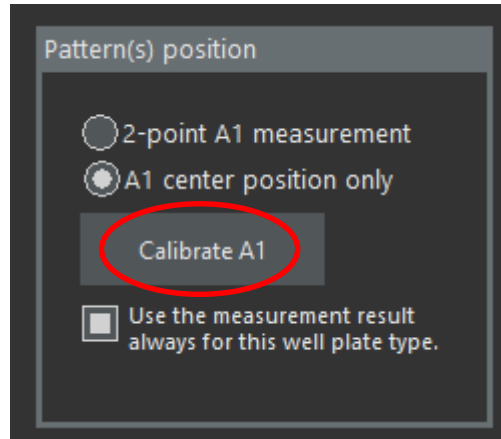 Pattern(s) position
2-point A1 measurement
A1 center position only
Calibrate A1
Use the measurement result
always for this well plate type.